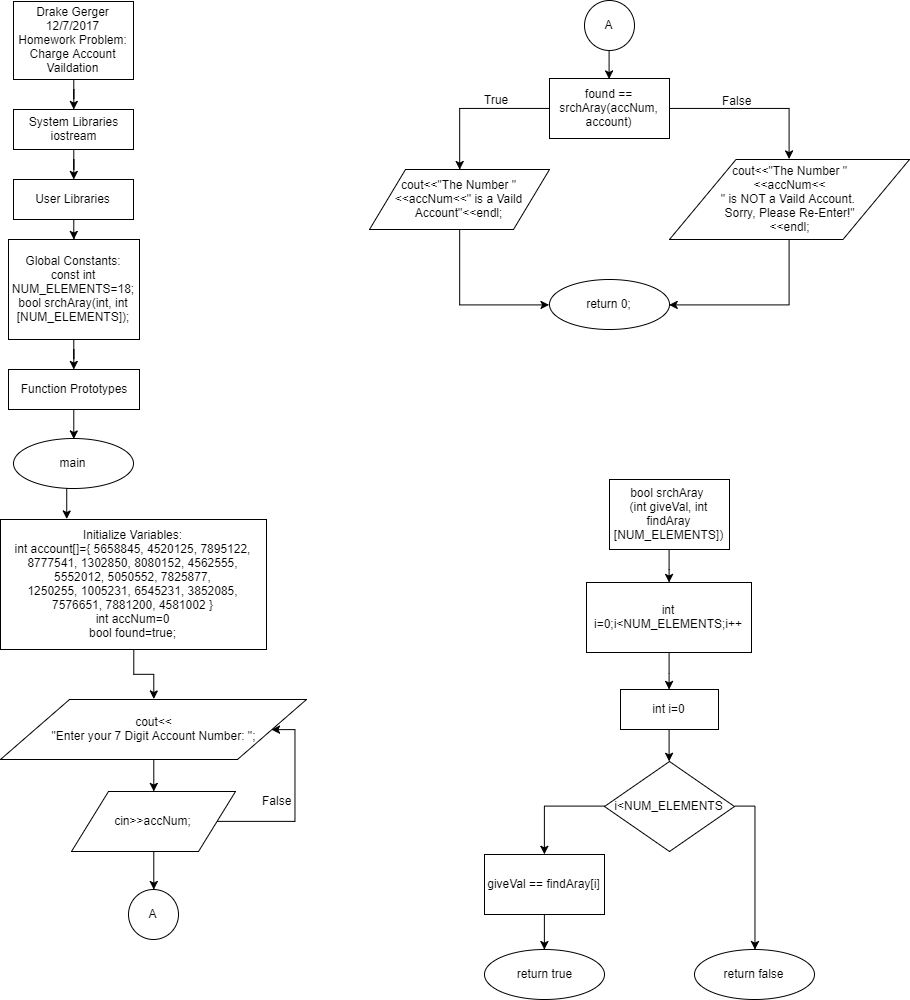 Drake Gerger
12/7/2017
Homework Problem:
Charge Account
Vaildation
System Libraries
iostream
User Libraries
Global Constants:
const int
NUM_ELEMENTS=18;
bool srchAray(int, int
[NUM_ELEMENTS]);
Function Prototypes
main
Initialize Variables:
int account[]={ 5658845, 4520125, 7895122,
8777541, 1302850, 8080152, 4562555,
5552012, 5050552, 7825877,
1250255, 1005231, 6545231, 3852085,
7576651, 7881200, 4581002 }
int accNum=0
bool found=true;
cout<<
"Enter your 7 Digit Account Number: ";
False
cin>>accNum;
A
A
found ==
srchAray(accNum,
account)
True
False
cout<<"The Number "
<<accNum<<" is a Vaild
Account"<<endl;
cout<<"The Number "
<<accNum<<
" is NOT a Vaild Account.
Sorry, Please Re-Enter!"
<<endl;
return 0;
bool srchAray
(int giveVal, int
findAray
[NUM_ELEMENTS])
int
i=0;i<NUM_ELEMENTS;i++
int i=0
i<NUM_ELEMENTS
giveVal == findAray[i]
return true
return false